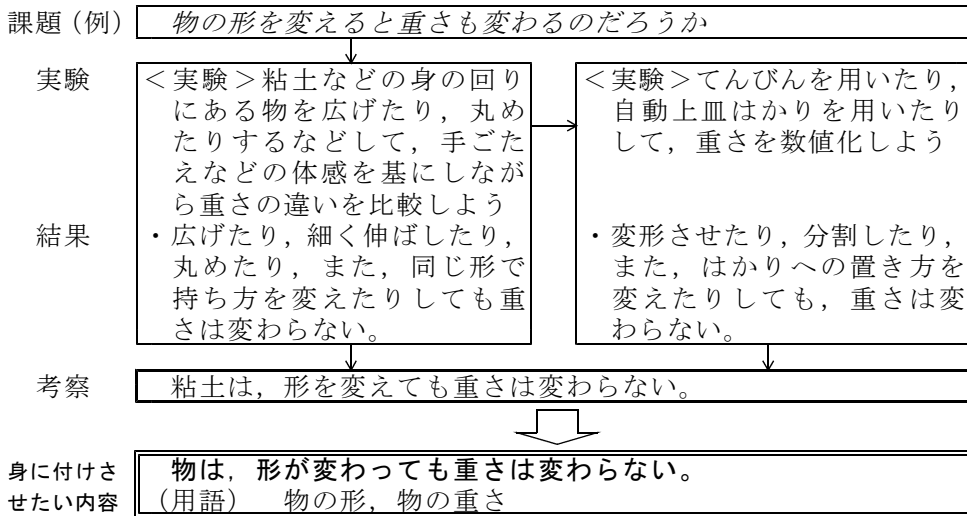 課題（例） 物の形を変えると重さも変わるのだろうか
実験
＜実験＞粘土などの身の回り
にある物を広げたり，丸め
たりするなどして，手ごた
えなどの体感を基にしなが
ら重さの違いを比較しよう
＜実験＞てんびんを用いたり，
自動上皿はかりを用いたり
して，重さを数値化しよう
結果
・広げたり，細く伸ばしたり，
丸めたり，また，同じ形で
持ち方を変えたりしても重
さは変わらない。
・変形させたり，分割したり，
また，はかりへの置き方を
変えたりしても，重さは変
わらない。
考察 粘土は，形を変えても重さは変わらない。
身に付けさ
せたい内容
物は，形が変わっても重さは変わらない。
（用語） 物の形，物の重さ